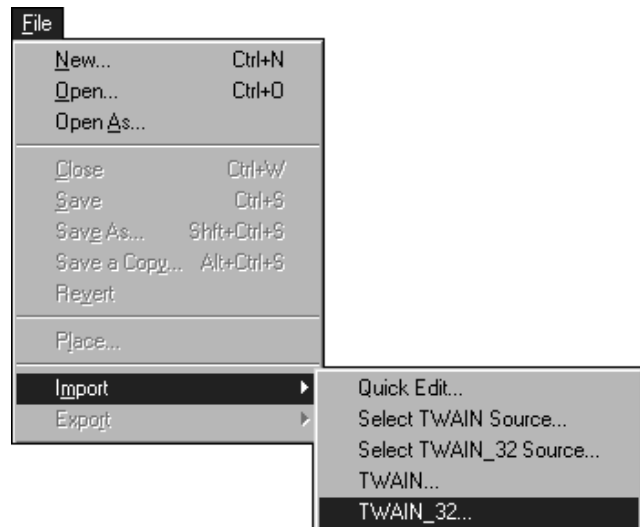 File
New... Ctrl+N
Open... Ctrl+O
Open As...
Close Ctrl+W
Save Ctrl+S
Save As... Shft+Ctrl+S
Save a Copy... Alt+Ctrl+S
Revert
Place...
Import
Export
Quick Edit...
Select TWAIN Source...
Select TWAIN_32 Source...
TWAIN...
TWAIN_32...